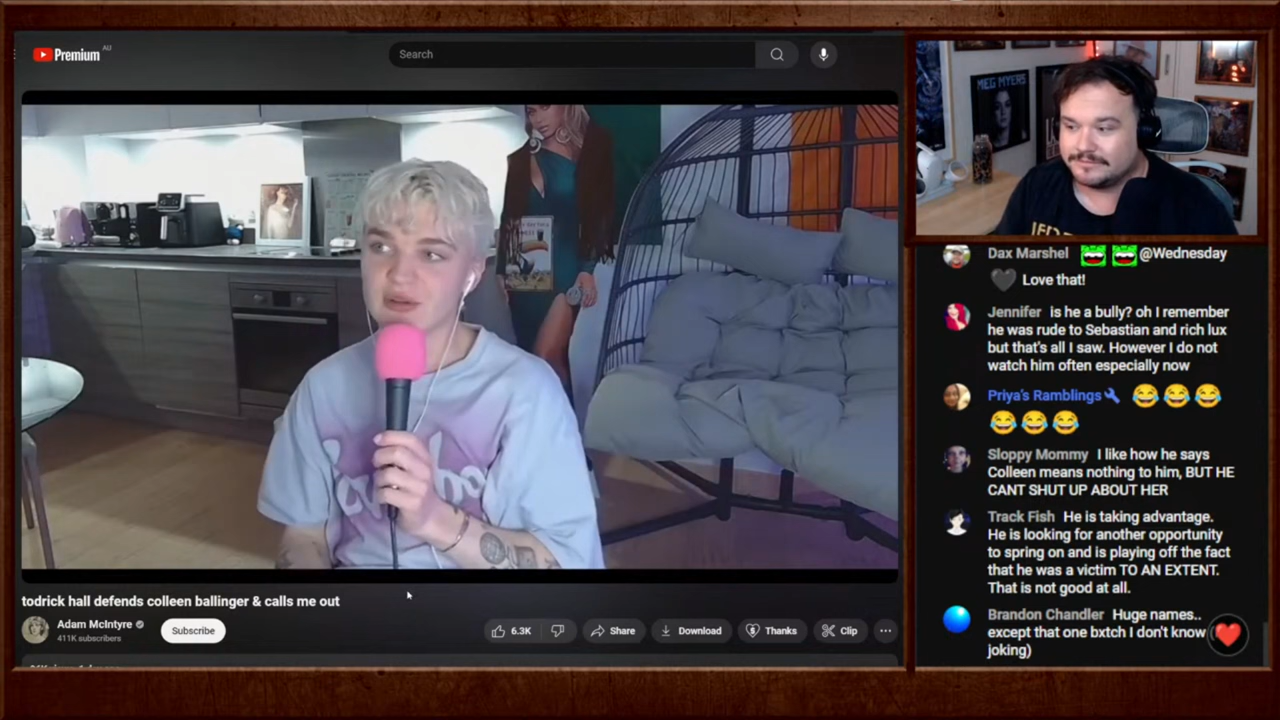 Premium AU
Search
MEG MYERS
todrick hall defends colleen ballinger & calls me out
Adam McIntyre
411K subscribers
Subscribe
6.3K
Share
Download
Thanks
Clip
Dax Marshel @Wednesday
Love that!
Jennifer is he a bully? oh I remember
he was rude to Sebastian and rich lux
but that's all I saw. However I do not
watch him often especially now
Priya's Ramblings
Sloppy Mommy I like how he says
Colleen means nothing to him, BUT HE
CANT SHUT UP ABOUT HER
Track Fish He is taking advantage.
He is looking for another opportunity
to spring on and is playing off the fact
that he was a victim TO AN EXTENT.
That is not good at all.
Brandon Chandler Huge names..
except that one bxtch I don't know
joking)